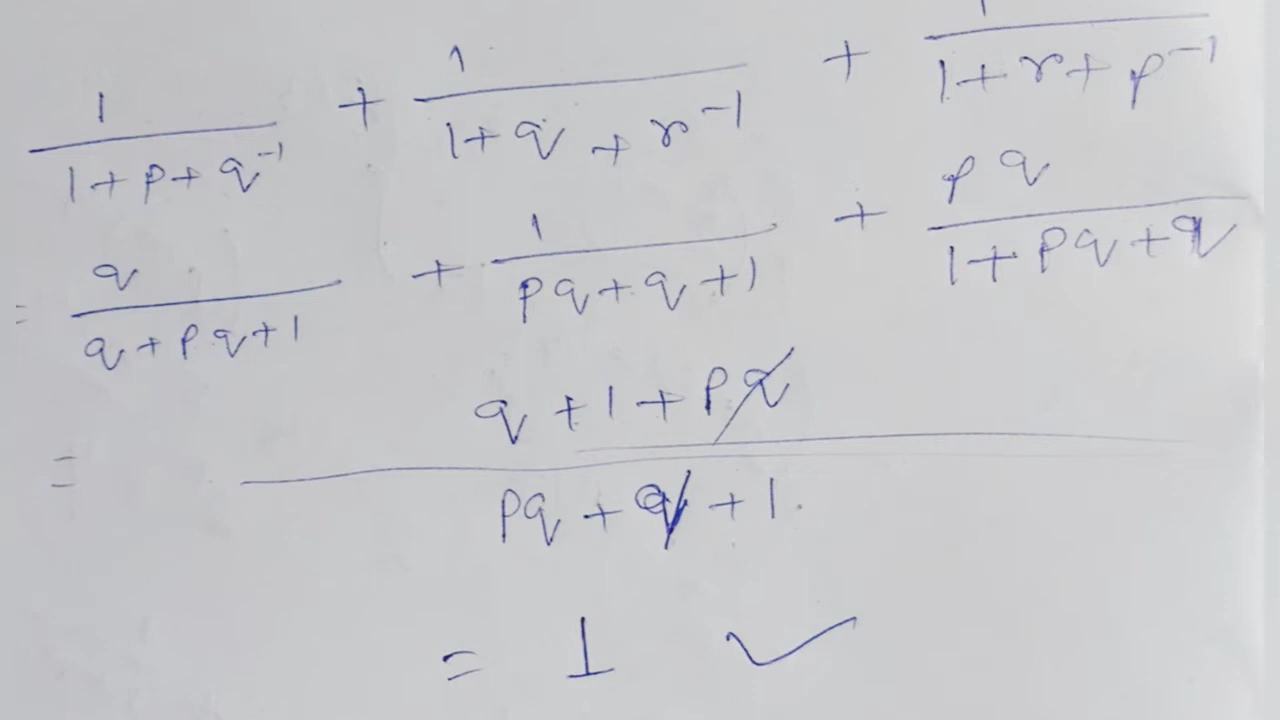 1/(1+p+q⁻¹) + 1/(1+q+r⁻¹) + 1/(1+r+p⁻¹)
= q/(q+pq+1) + 1/(pq+q+1) + pq/(1+pq+q)
= (q+1+pq)/(pq+q+1)
= 1 ✓